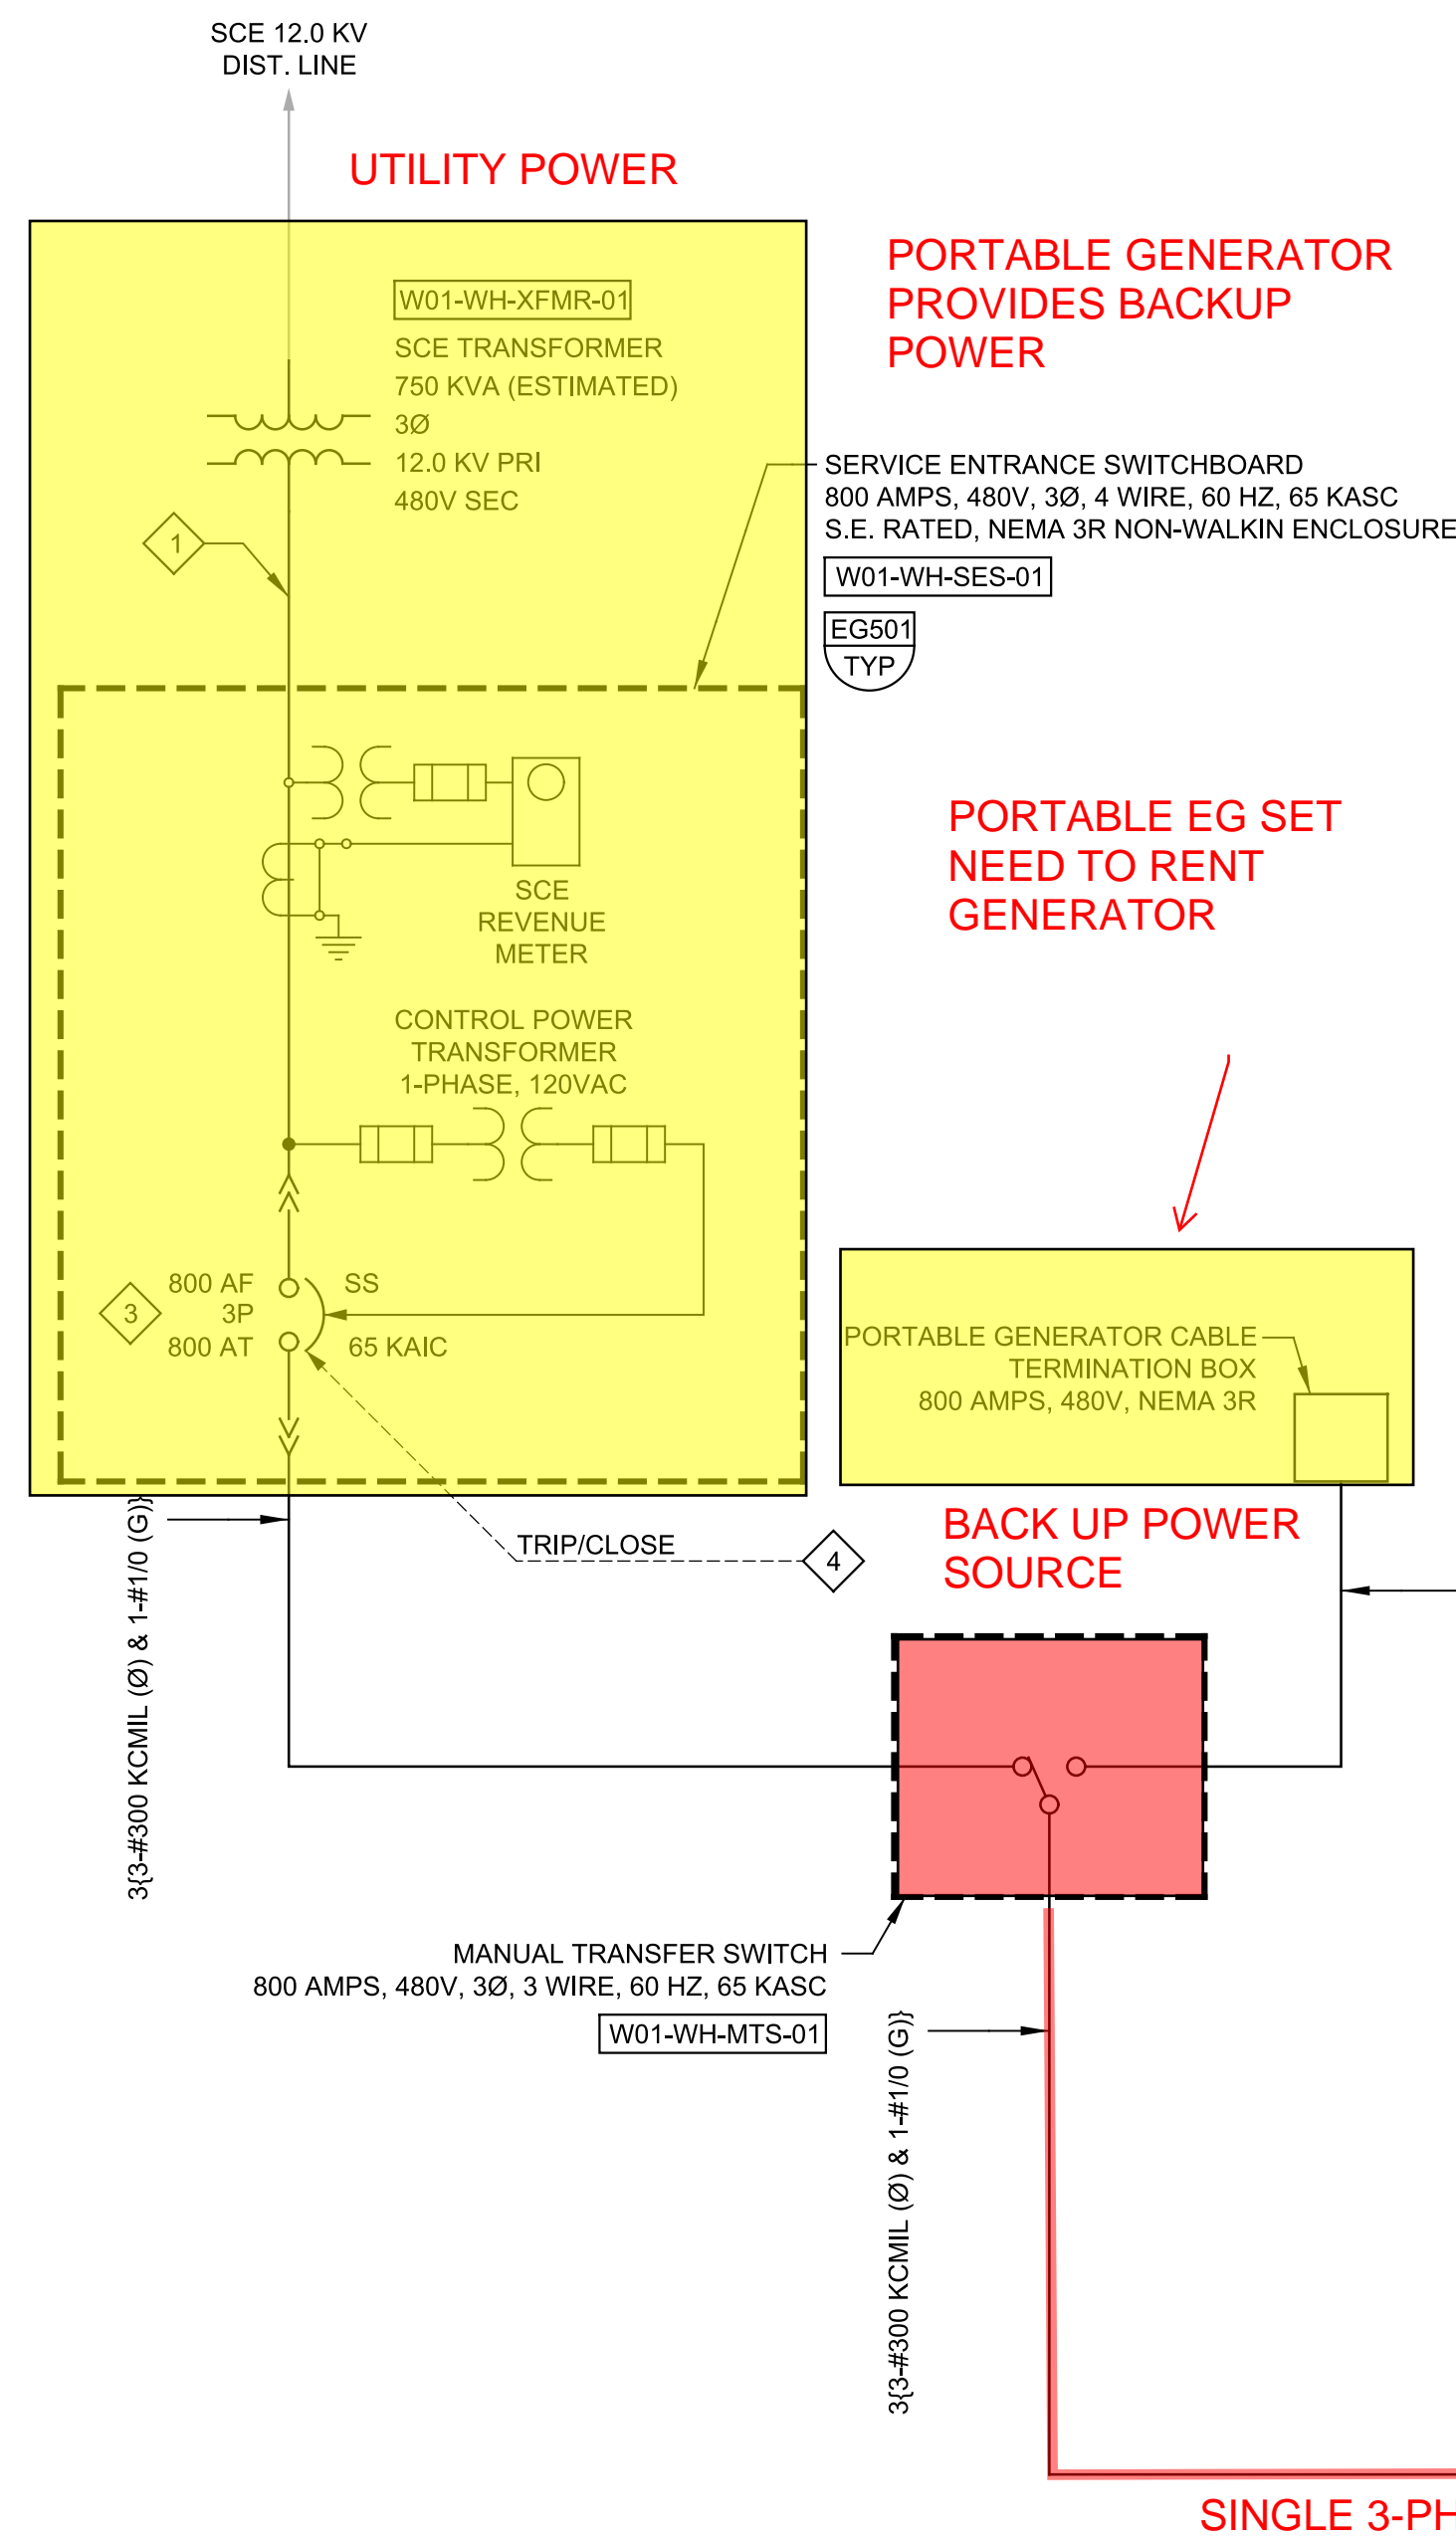 SCE 12.0 KV
DIST. LINE
UTILITY POWER
PORTABLE GENERATOR
PROVIDES BACKUP
POWER
W01-WH-XFMR-01
SCE TRANSFORMER
750 KVA (ESTIMATED)
3Ø
12.0 KV PRI
480V SEC
SERVICE ENTRANCE SWITCHBOARD
800 AMPS, 480V, 3Ø, 4 WIRE, 60 HZ, 65 KASC
S.E. RATED, NEMA 3R NON-WALKIN ENCLOSURE
W01-WH-SES-01
EG501
TYP
1
SCE
REVENUE
METER
PORTABLE EG SET
NEED TO RENT
GENERATOR
CONTROL POWER
TRANSFORMER
1-PHASE, 120VAC
3
800 AF
3P
800 AT
SS
65 KAIC
PORTABLE GENERATOR CABLE
TERMINATION BOX
800 AMPS, 480V, NEMA 3R
BACK UP POWER
SOURCE
TRIP/CLOSE
4
3{3-#300 KCMIL (Ø) & 1-#1/0 (G)}
MANUAL TRANSFER SWITCH
800 AMPS, 480V, 3Ø, 3 WIRE, 60 HZ, 65 KASC
W01-WH-MTS-01
3{3-#300 KCMIL (Ø) & 1-#1/0 (G)}
SINGLE 3-PH